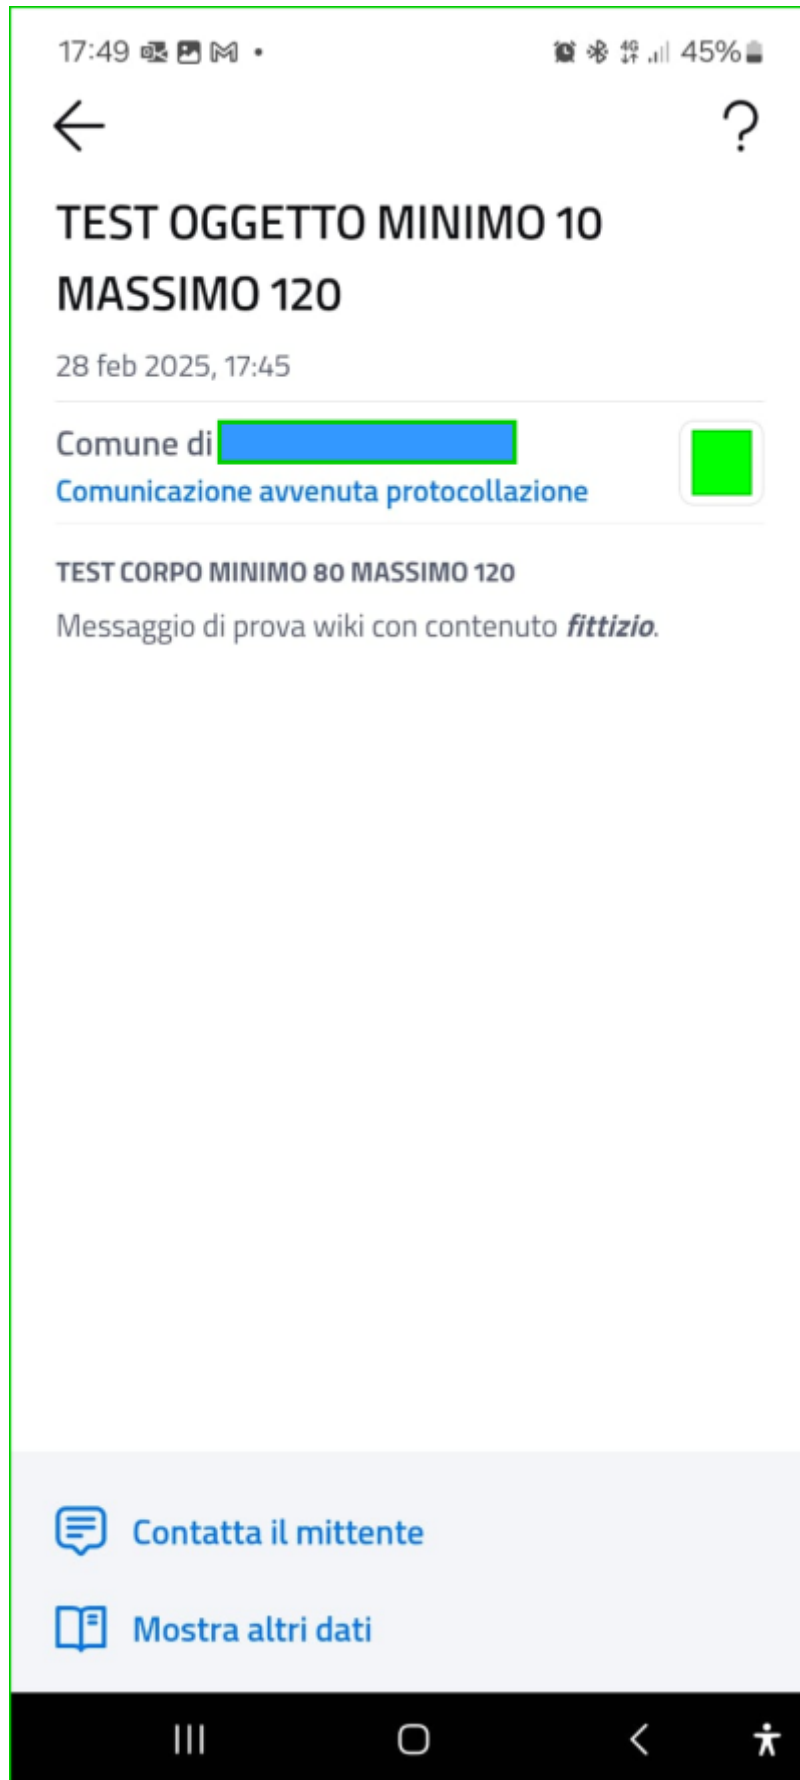 17:49
4G 45%
?
TEST OGGETTO MINIMO 10
MASSIMO 120
28 feb 2025, 17:45
Comune di
Comunicazione avvenuta protocollazione
TEST CORPO MINIMO 80 MASSIMO 120
Messaggio di prova wiki con contenuto fittizio.
Contatta il mittente
Mostra altri dati